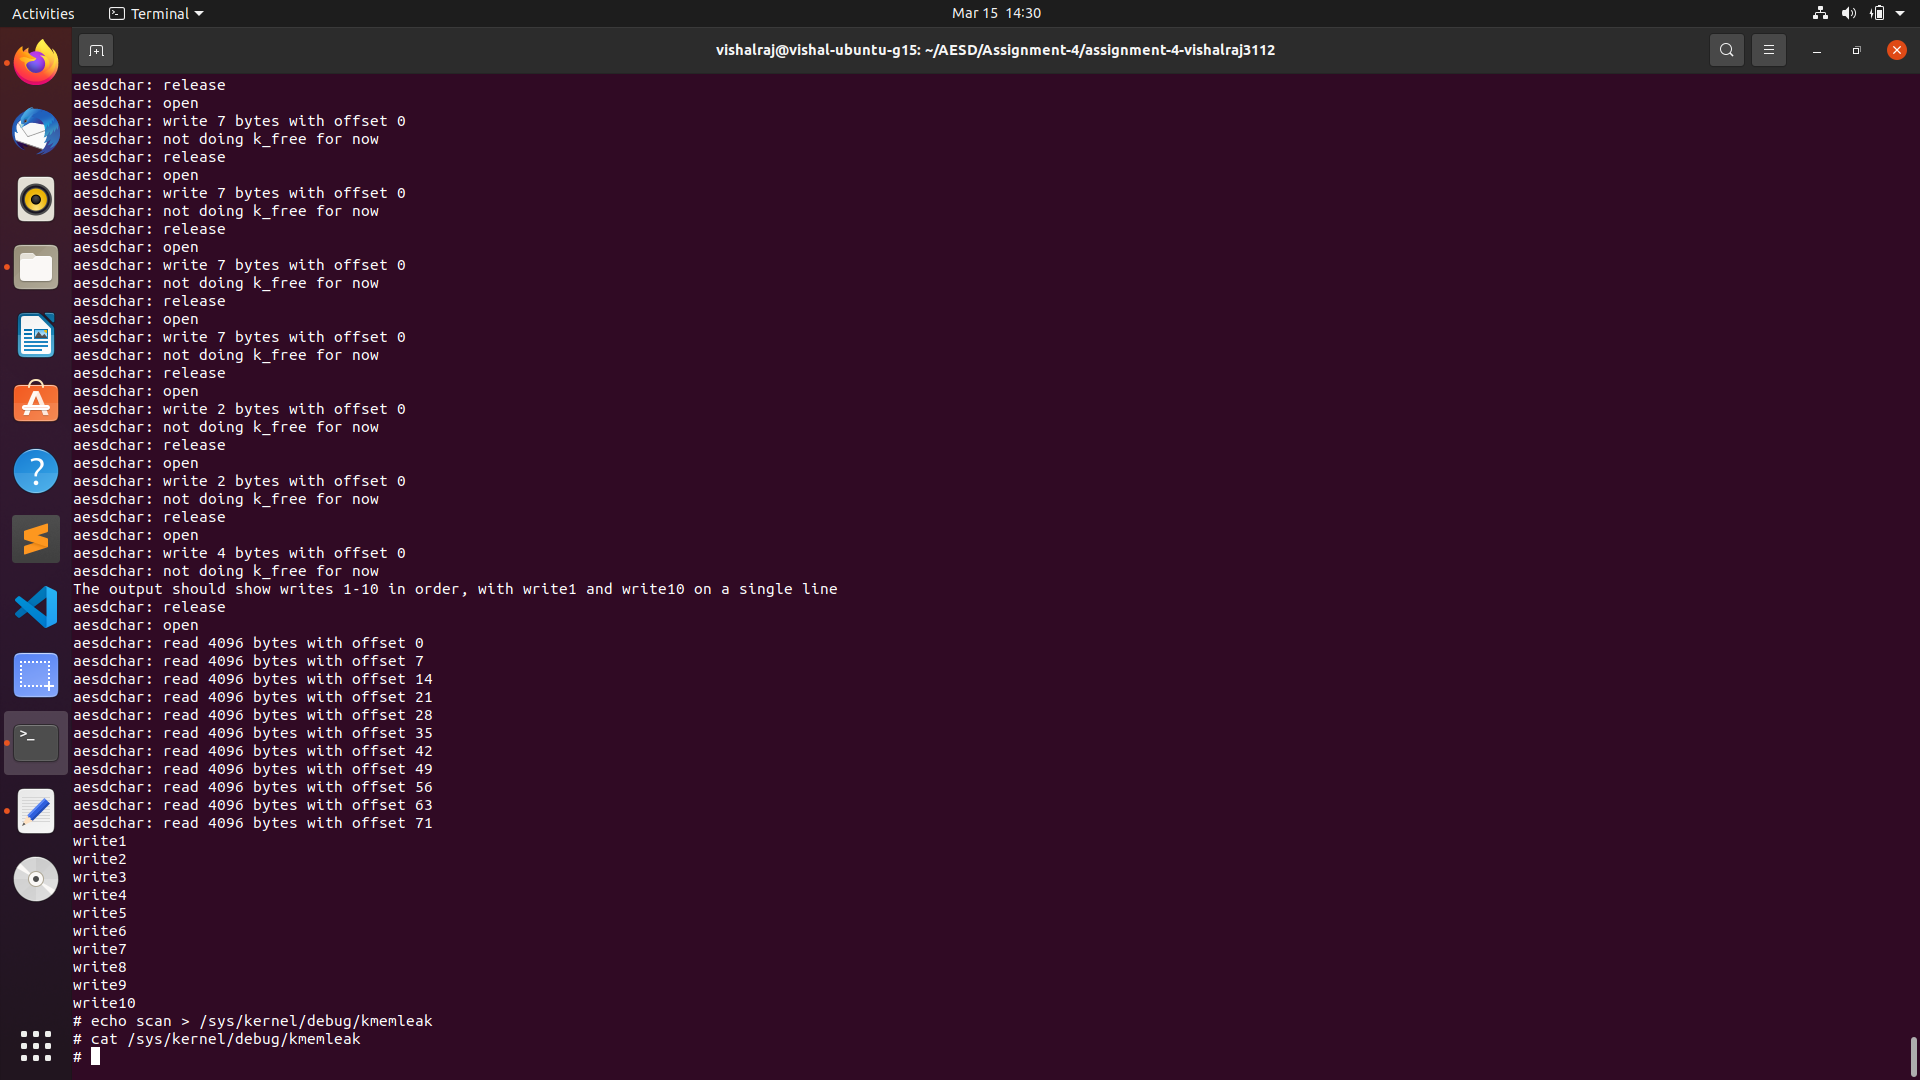 Activities
Terminal
Mar 15 14:30
vishalraj@vishal-ubuntu-g15: ~/AESD/Assignment-4/assignment-4-vishalraj3112
aesdchar: release
aesdchar: open
aesdchar: write 7 bytes with offset 0
aesdchar: not doing k_free for now
aesdchar: release
aesdchar: open
aesdchar: write 7 bytes with offset 0
aesdchar: not doing k_free for now
aesdchar: release
aesdchar: open
aesdchar: write 7 bytes with offset 0
aesdchar: not doing k_free for now
aesdchar: release
aesdchar: open
aesdchar: write 7 bytes with offset 0
aesdchar: not doing k_free for now
aesdchar: release
aesdchar: open
aesdchar: write 2 bytes with offset 0
aesdchar: not doing k_free for now
aesdchar: release
aesdchar: open
aesdchar: write 2 bytes with offset 0
aesdchar: not doing k_free for now
aesdchar: release
aesdchar: open
aesdchar: write 4 bytes with offset 0
aesdchar: not doing k_free for now
The output should show writes 1-10 in order, with write1 and write10 on a single line
aesdchar: release
aesdchar: open
aesdchar: read 4096 bytes with offset 0
aesdchar: read 4096 bytes with offset 7
aesdchar: read 4096 bytes with offset 14
aesdchar: read 4096 bytes with offset 21
aesdchar: read 4096 bytes with offset 28
aesdchar: read 4096 bytes with offset 35
aesdchar: read 4096 bytes with offset 42
aesdchar: read 4096 bytes with offset 49
aesdchar: read 4096 bytes with offset 56
aesdchar: read 4096 bytes with offset 63
aesdchar: read 4096 bytes with offset 71
write1
write2
write3
write4
write5
write6
write7
write8
write9
write10
# echo scan > /sys/kernel/debug/kmemleak
# cat /sys/kernel/debug/kmemleak
#